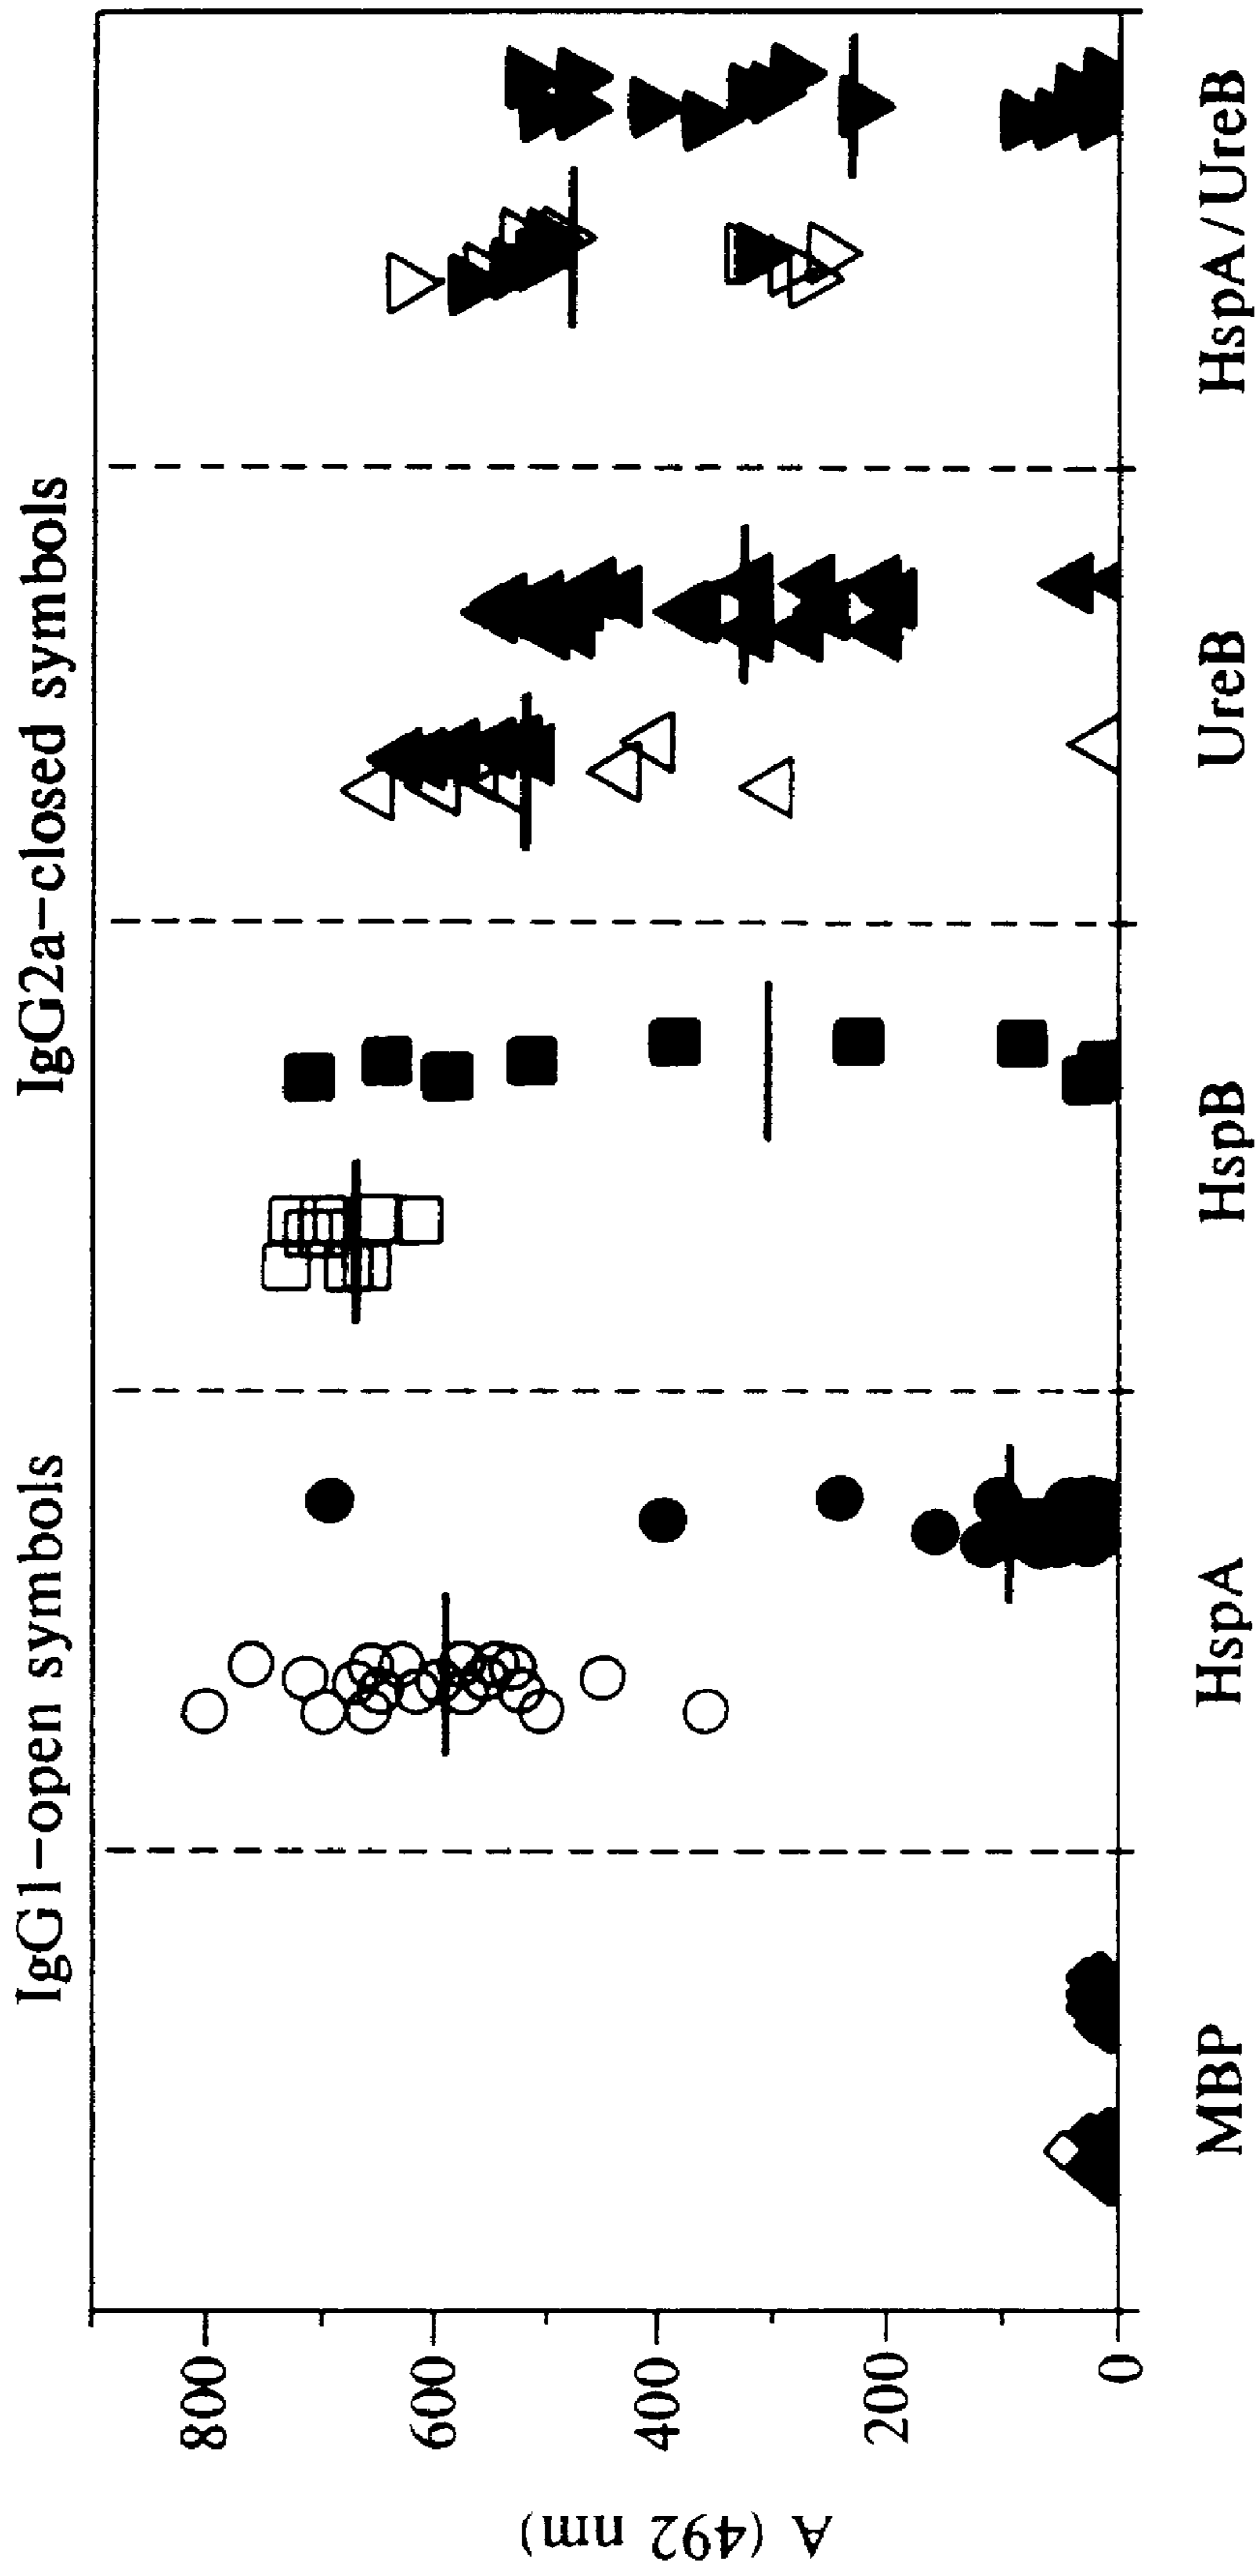 IgG1–open symbols IgG2a–closed symbols
A (492 nm)
800
600
400
200
0
MBP HspA HspB UreB HspA/UreB